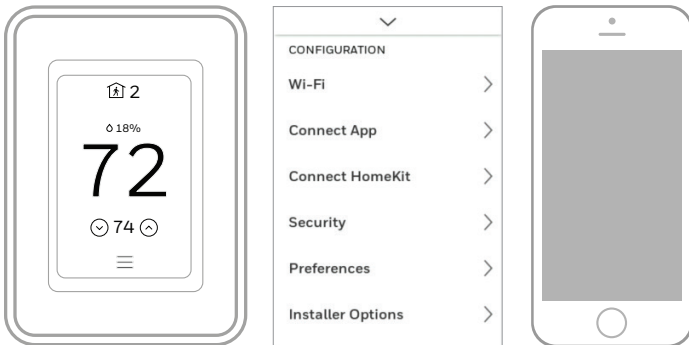 2
18%
72
74
CONFIGURATION
Wi-Fi
Connect App
Connect HomeKit
Security
Preferences
Installer Options